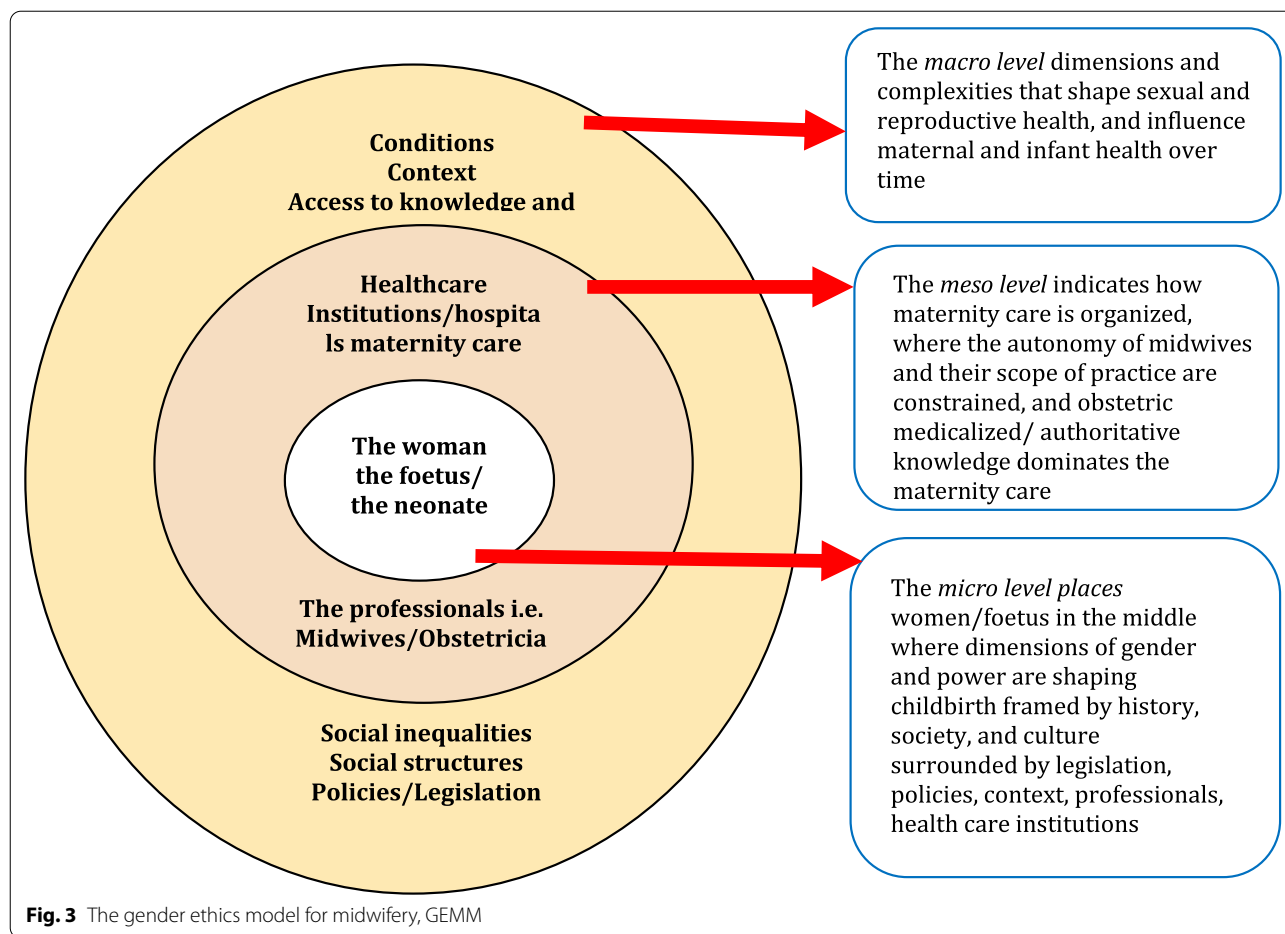 Conditions
Context
Access to knowledge and
Healthcare
Institutions/hospita
ls maternity care
The woman
the foetus/
the neonate
The professionals i.e.
Midwives/Obstetricia
Social inequalities
Social structures
Policies/Legislation
The macro level dimensions and
complexities that shape sexual and
reproductive health, and influence
maternal and infant health over
time
The meso level indicates how
maternity care is organized,
where the autonomy of midwives
and their scope of practice are
constrained, and obstetric
medicalized/ authoritative
knowledge dominates the
maternity care
The micro level places
women/foetus in the middle
where dimensions of gender
and power are shaping
childbirth framed by history,
society, and culture
surrounded by legislation,
policies, context, professionals,
health care institutions
Fig. 3 The gender ethics model for midwifery, GEMM